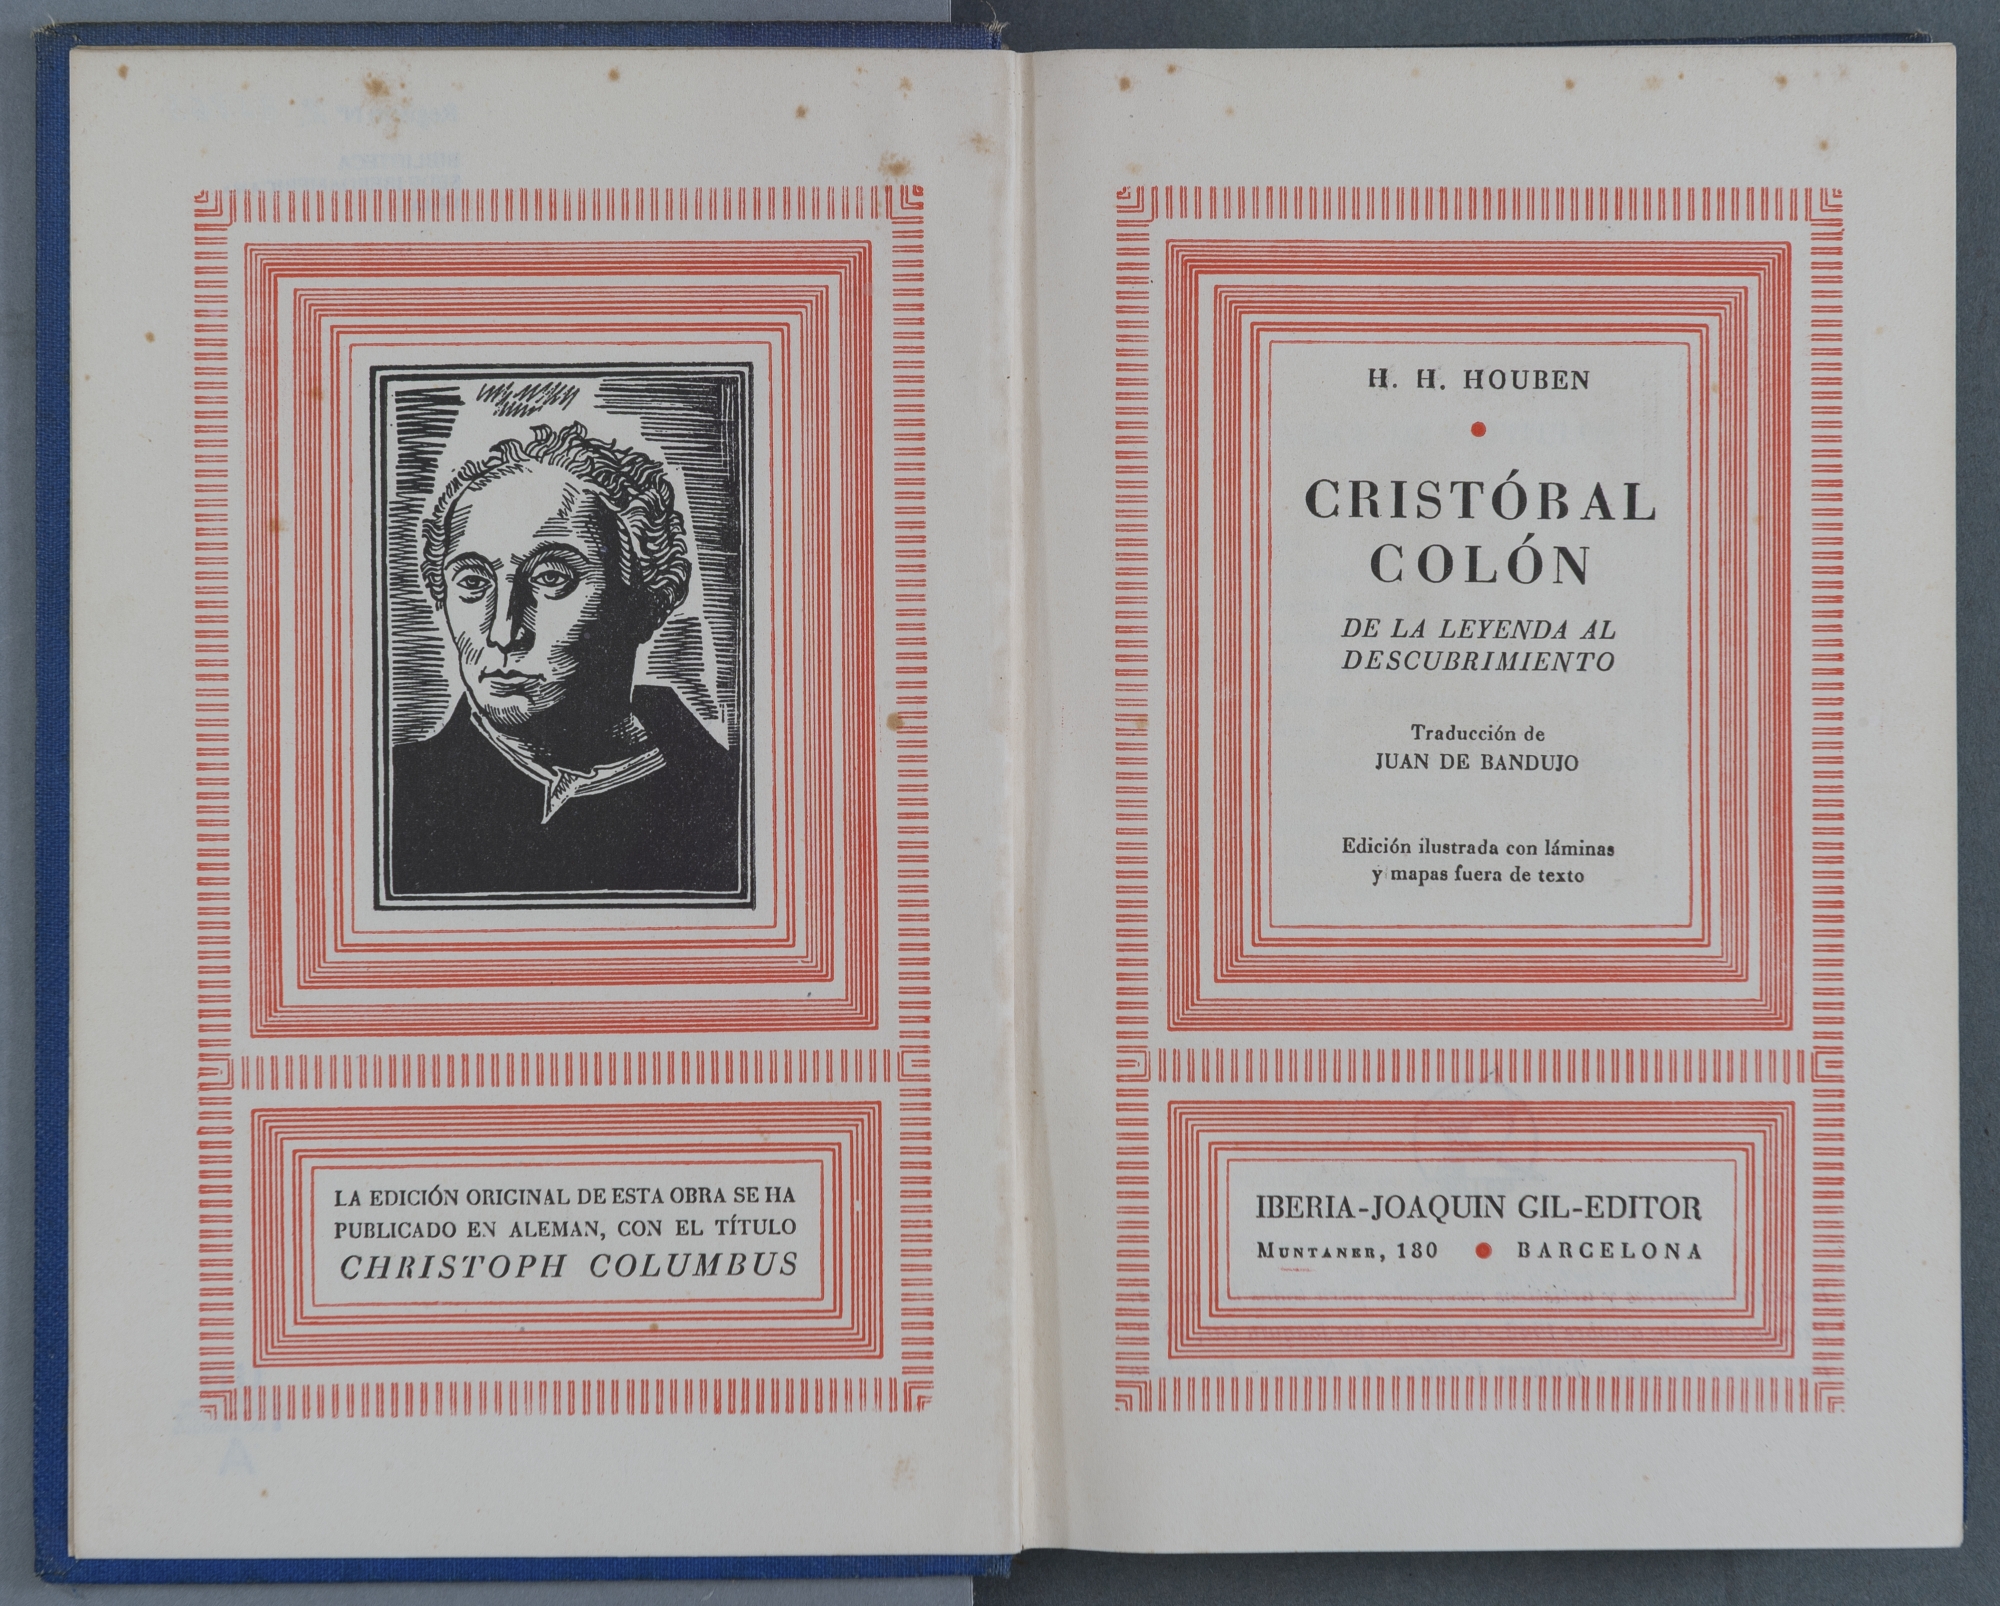 LA EDICIÓN ORIGINAL DE ESTA OBRA SE HA
PUBLICADO EN ALEMAN, CON EL TÍTULO
CHRISTOPH COLUMBUS
H. H. HOUBEN
CRISTÓBAL
COLÓN
DE LA LEYENDA AL
DESCUBRIMIENTO
Traducción de
JUAN DE BANDUJO
Edición ilustrada con láminas
y mapas fuera de texto
IBERIA-JOAQUIN GIL-EDITOR
MUNTANER, 180 ● BARCELONA